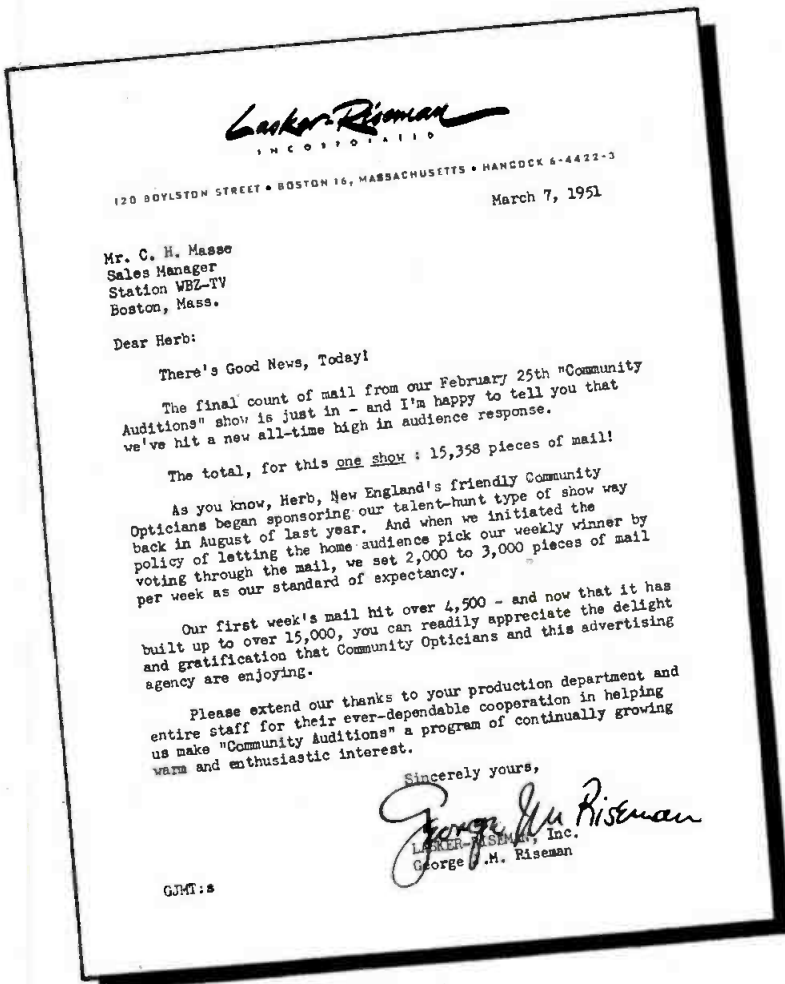 Lasker-Riseman
INCORPORATED
120 BOYLSTON STREET • BOSTON 16, MASSACHUSETTS • HANCOCK 6-4422-3
March 7, 1951
Mr. C. H. Masse
Sales Manager
Station WBZ-TV
Boston, Mass.
Dear Herb:
There's Good News, Today!
The final count of mail from our February 25th "Community
Auditions" show is just in - and I'm happy to tell you that
we've hit a new all-time high in audience response.
The total, for this one show : 15,358 pieces of mail!
As you know, Herb, New England's friendly Community
Opticians began sponsoring our talent-hunt type of show way
back in August of last year. And when we initiated the
policy of letting the home audience pick our weekly winner by
voting through the mail, we set 2,000 to 3,000 pieces of mail
per week as our standard of expectancy.
Our first week's mail hit over 4,500 - and now that it has
built up to over 15,000, you can readily appreciate the delight
and gratification that Community Opticians and this advertising
agency are enjoying.
Please extend our thanks to your production department and
entire staff for their ever-dependable cooperation in helping
us make "Community Auditions" a program of continually growing
warm and enthusiastic interest.
Sincerely yours,
George Riseman
LASKER-RISEMAN, Inc.
George .M. Riseman
GJMT:s